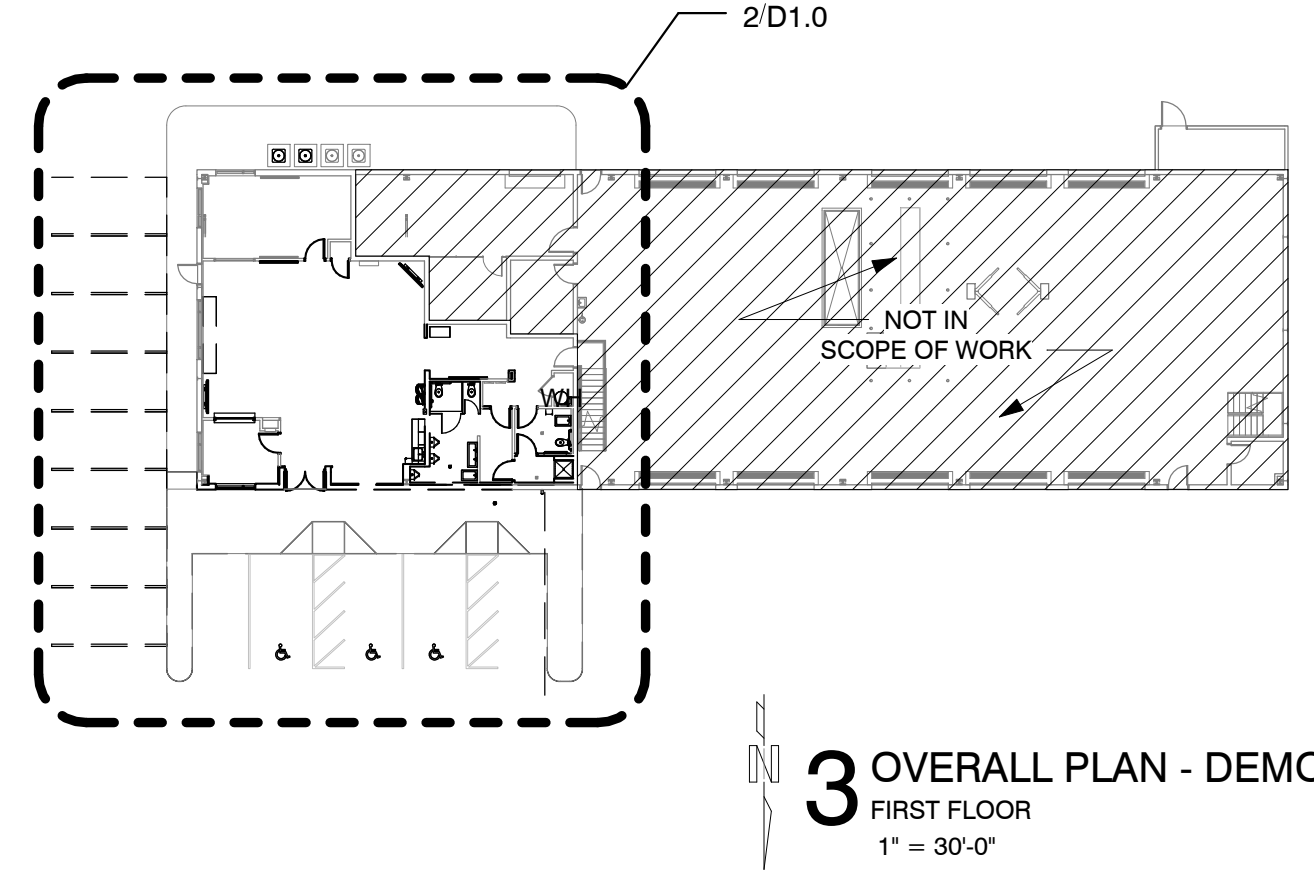 2/D1.0
NOT IN
SCOPE OF WORK
WH
N
3 OVERALL PLAN - DEMO
FIRST FLOOR
1" = 30'-0"